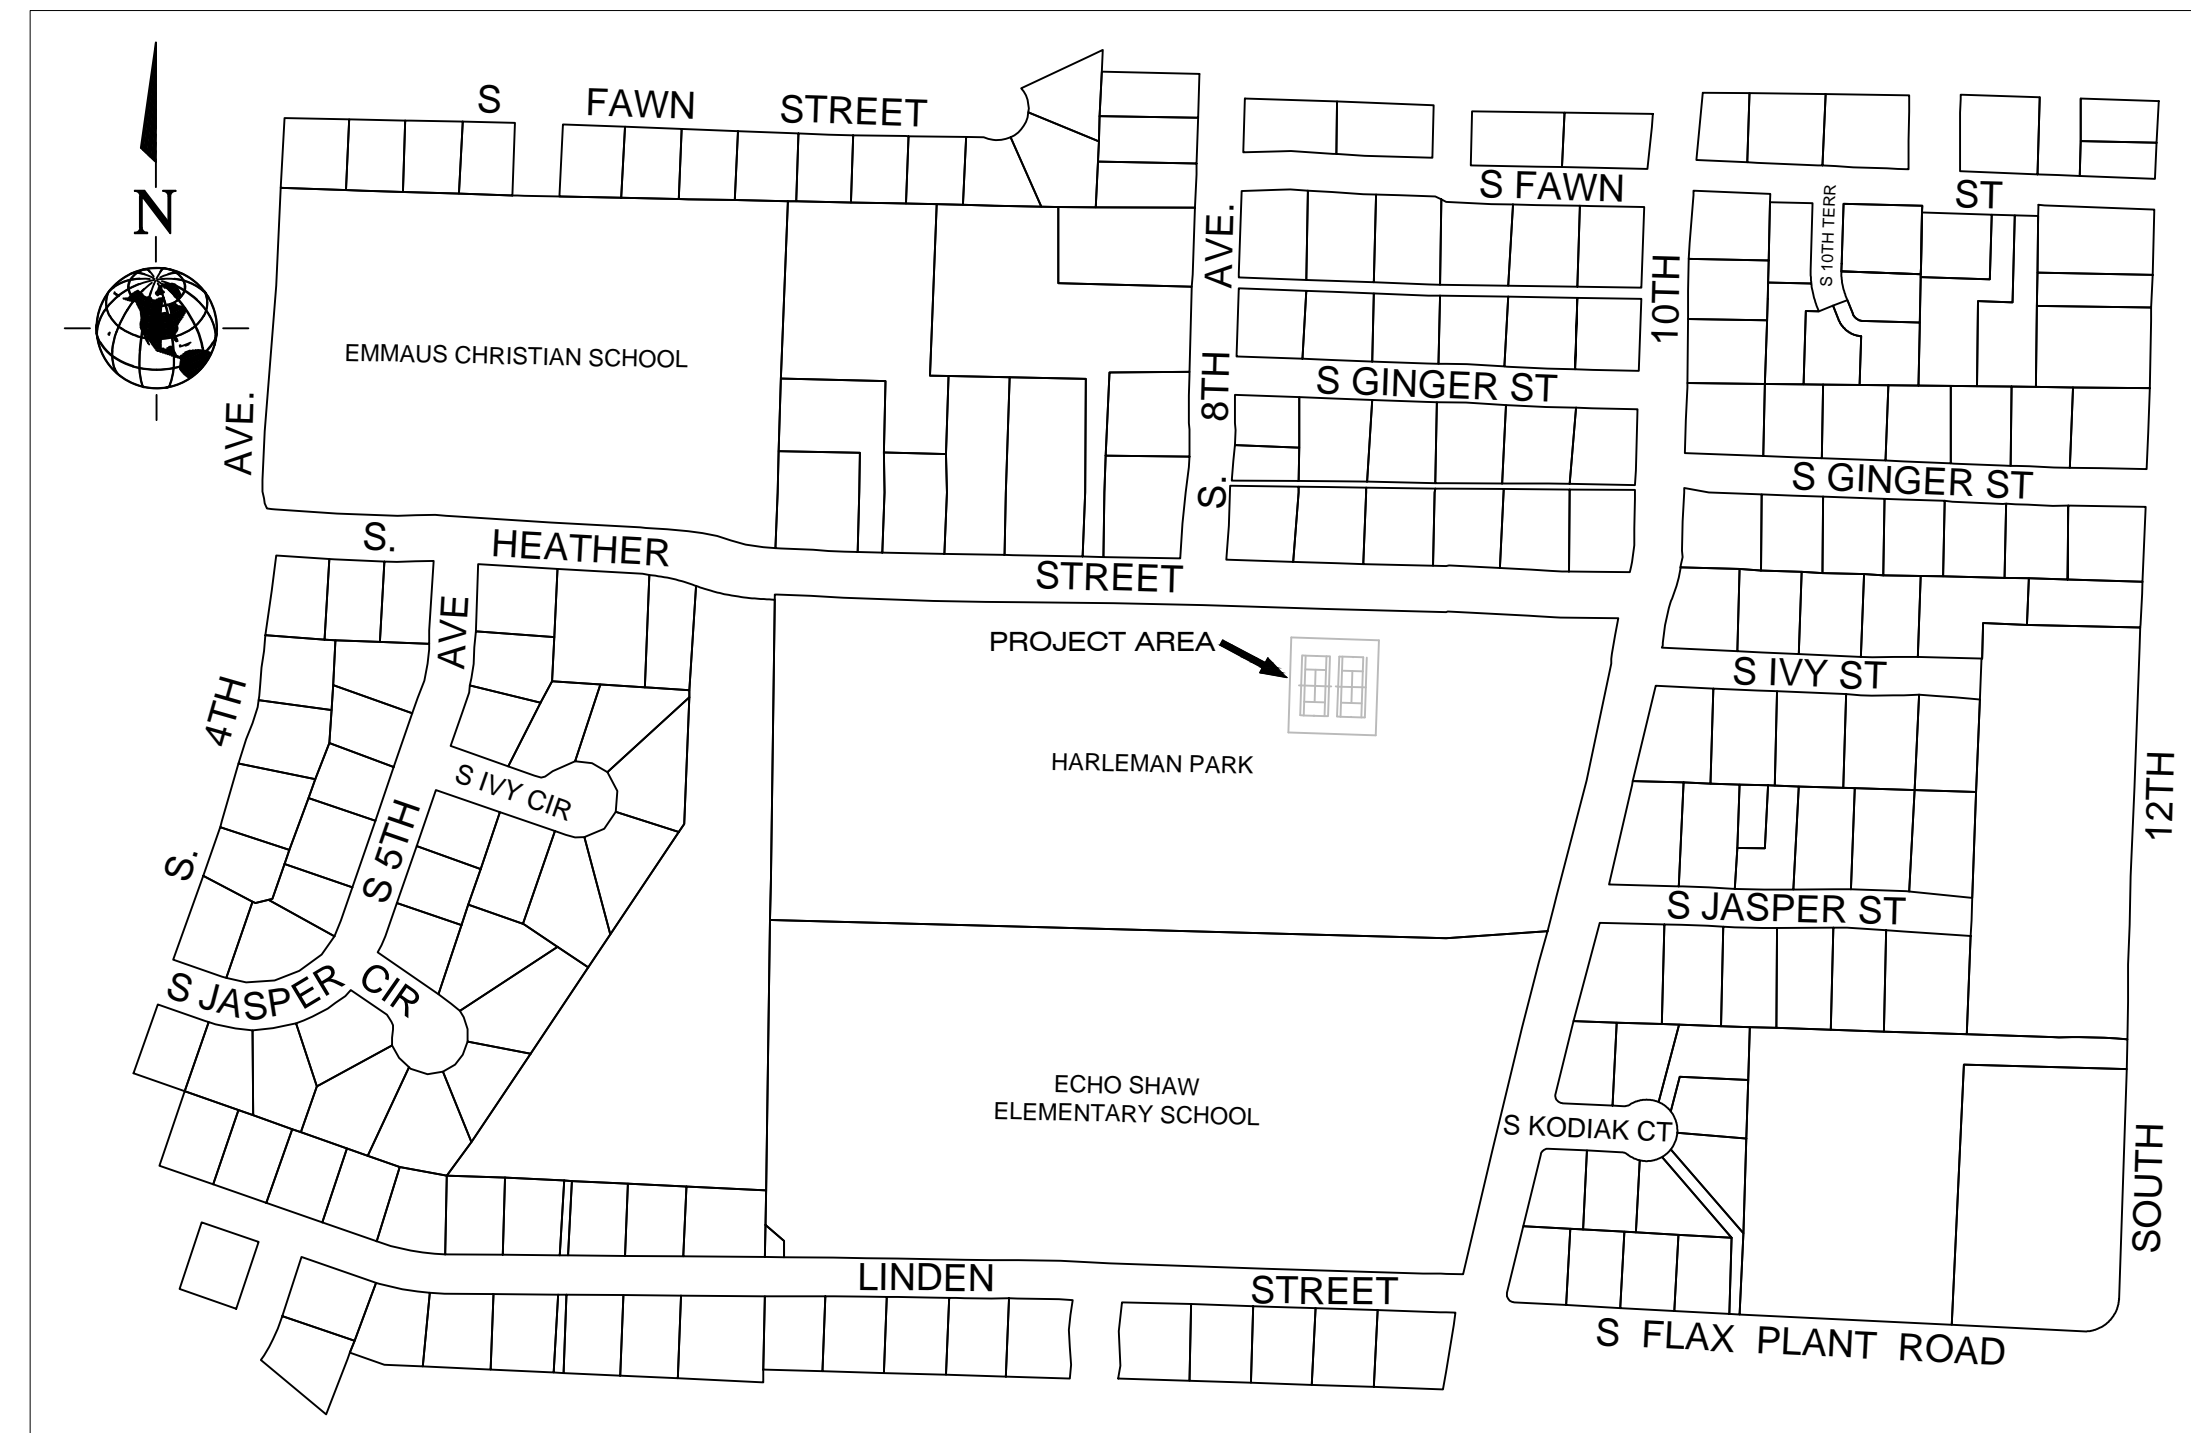 S FAWN STREET
N
S FAWN ST
S 10TH TERR
AVE.
8TH
S.
10TH
EMMAUS CHRISTIAN SCHOOL
S GINGER ST
AVE.
4TH
S.
S GINGER ST
S. HEATHER STREET
AVE
S 5TH
PROJECT AREA
HARLEMAN PARK
S IVY ST
S IVY CIR
12TH
SOUTH
S JASPER ST
S JASPER CIR
ECHO SHAW
ELEMENTARY SCHOOL
S KODIAK CT
LINDEN STREET
S FLAX PLANT ROAD